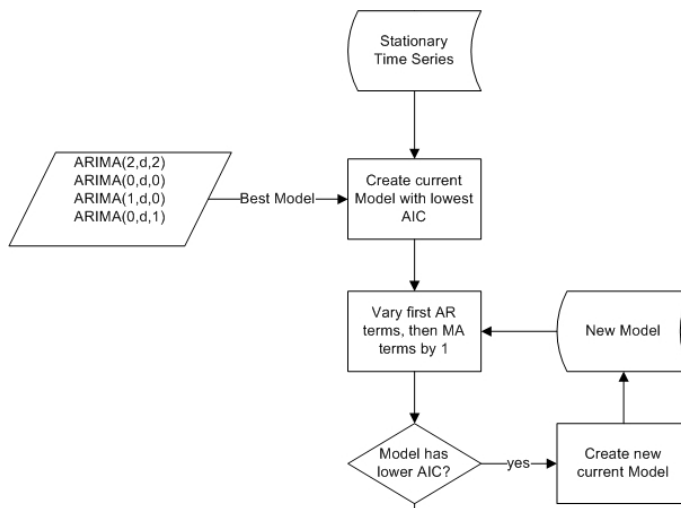 Stationary
Time Series
ARIMA(2,d,2)
ARIMA(0,d,0)
ARIMA(1,d,0)
ARIMA(0,d,1)
Best Model
Create current
Model with lowest
AIC
Vary first AR
terms, then MA
terms by 1
New Model
Model has
lower AIC?
yes
Create new
current Model